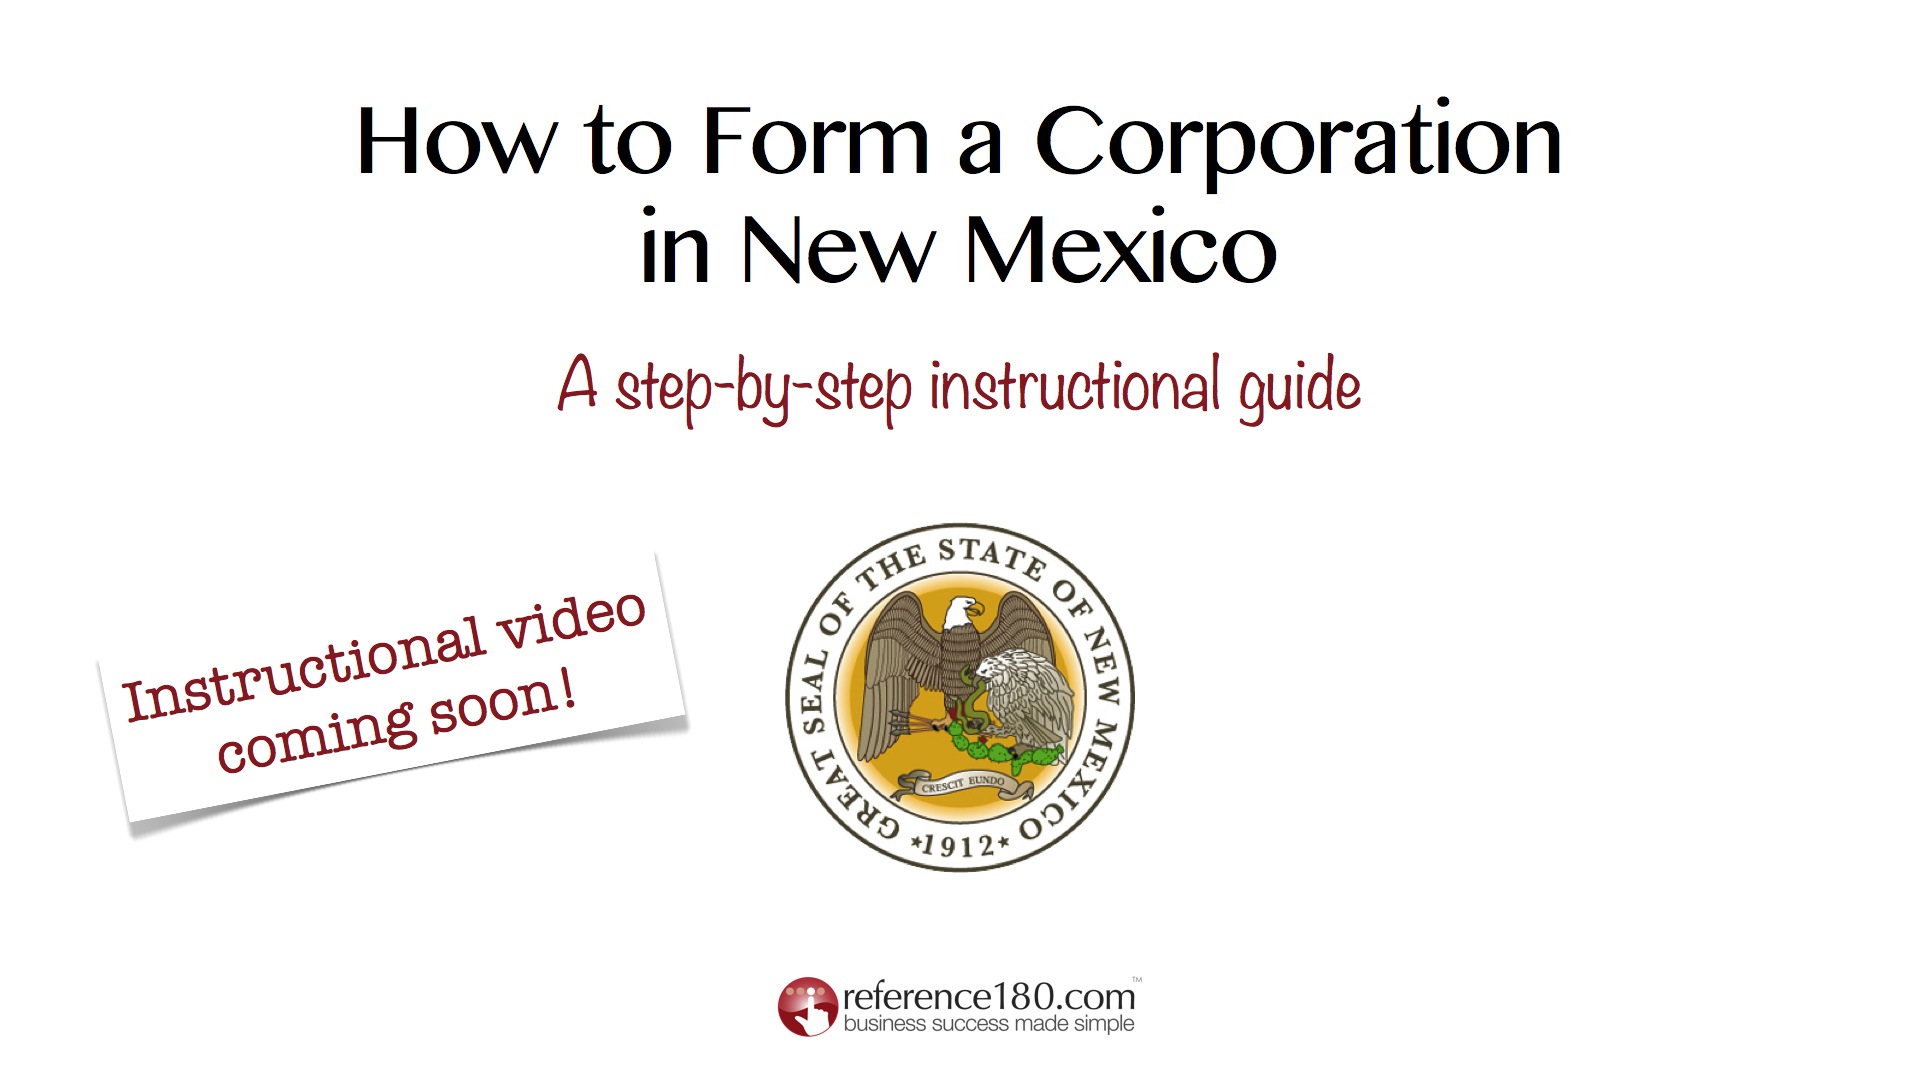 How to Form a Corporation
in New Mexico
A step-by-step instructional guide
Instructional video
coming soon!
GREAT SEAL OF THE STATE OF NEW MEXICO
CRESCIT EUNDO
*1912*
reference180.com™
business success made simple